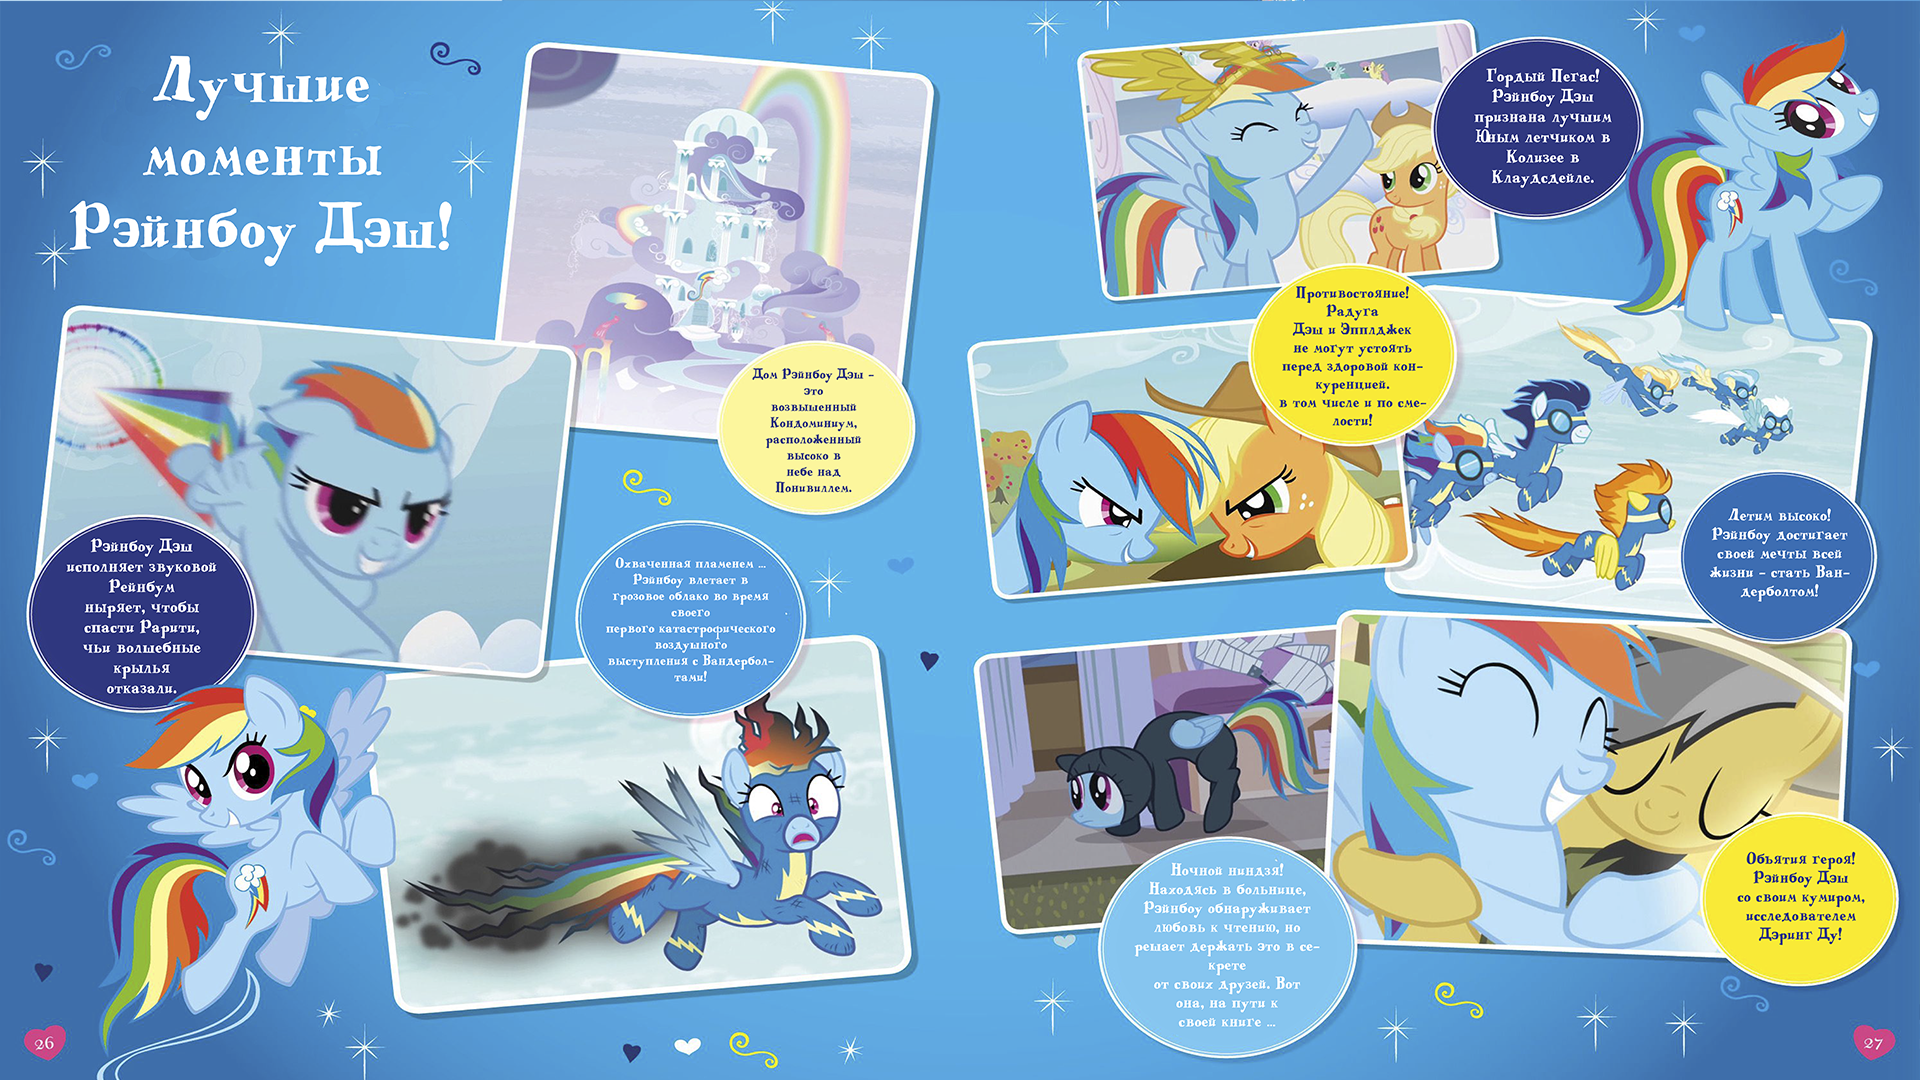 Лучшие
моменты
Рэйнбоу Дэш!
Дом Рэйнбоу Дэш –
это
возвышенный
Кондоминиум,
расположенный
высоко в
небе над
Понивиллем.
Рэйнбоу Дэш
исполняет звуковой
Рейнбум
ныряет, чтобы
спасти Рарити,
чьи волшебные
крылья
отказали.
Охваченная пламенем ...
Рэйнбоу влетает в
грозовое облако во время
своего
первого катастрофического
воздушного
выступления с Вандербол-
тами!
26
Гордый Пегас!
Рэйнбоу Дэш
признана лучшим
Юным летчиком в
Колизее в
Клаудсдейле.
Противостояние!
Радуга
Дэш и Эпплджек
не могут устоять
перед здоровой кон-
куренцией.
в том числе и по сме-
лости!
Летим высоко!
Рэйнбоу достигает
своей мечты всей
жизни – стать Ван-
дерболтом!
Ночной ниндзя!
Находясь в больнице,
Рэйнбоу обнаруживает
любовь к чтению, но
решает держать это в се-
крете
от своих друзей. Вот
она, на пути к
своей книге ...
Объятия героя!
Рэйнбоу Дэш
со своим кумиром,
исследователем
Дэринг Ду!
27